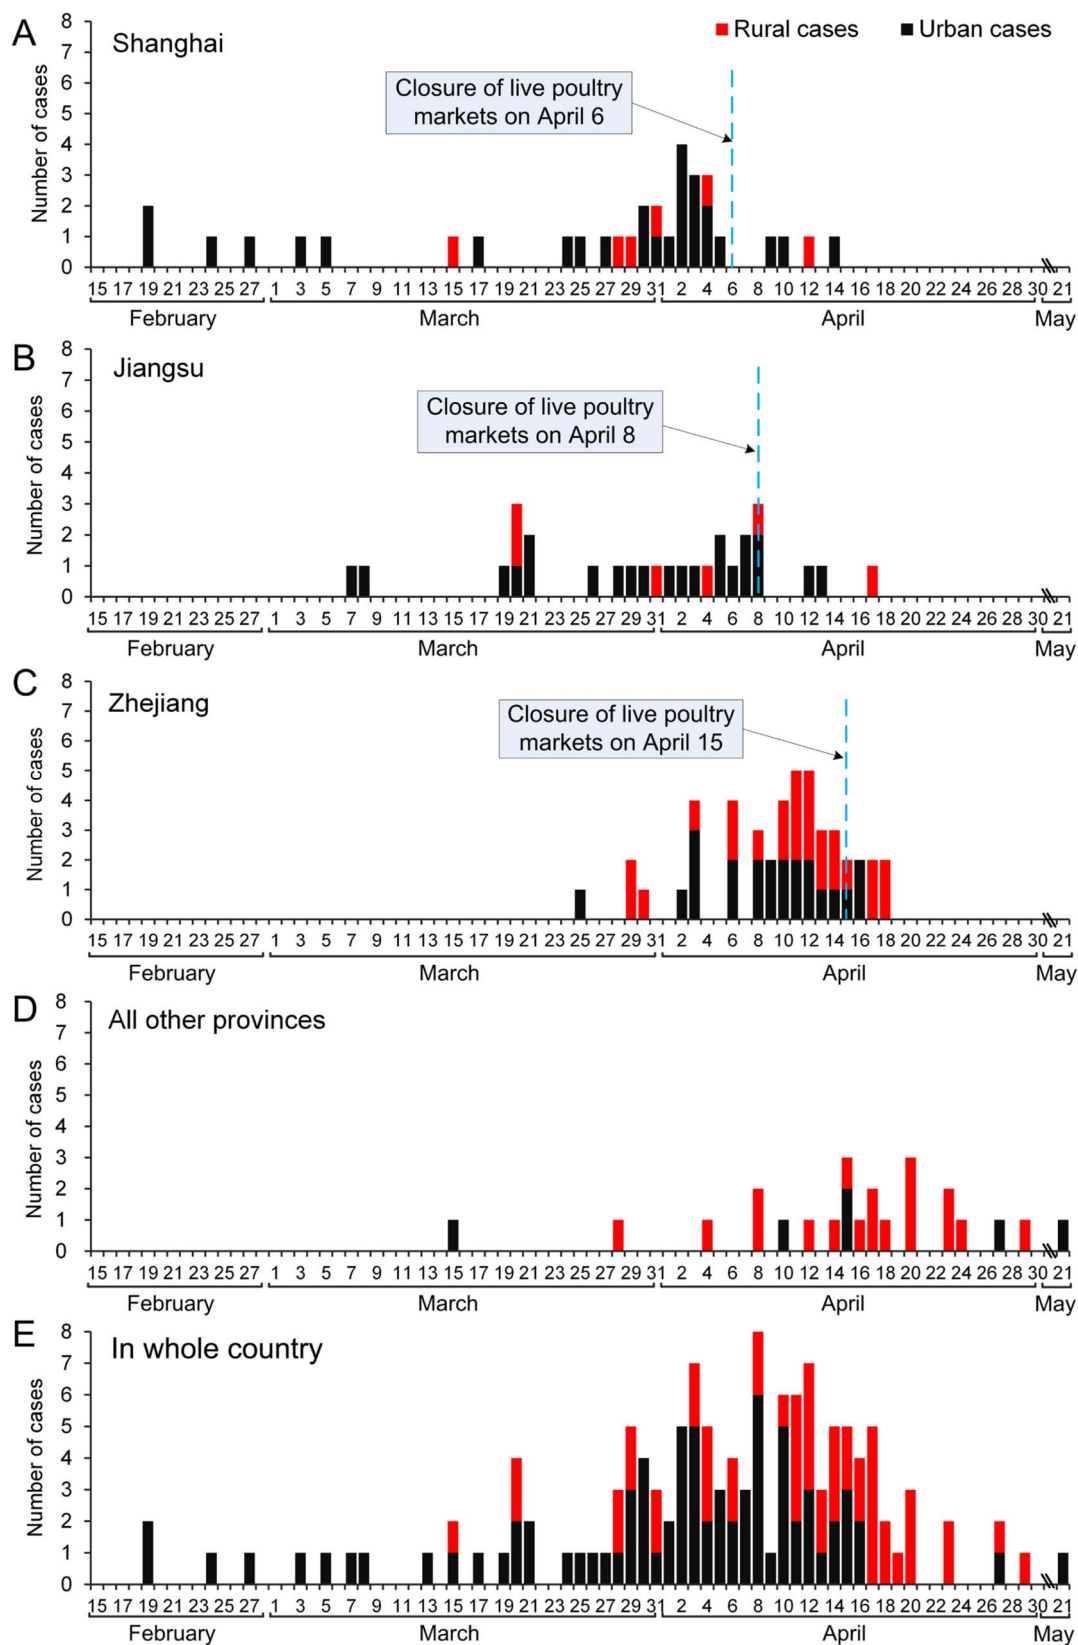 A
Shanghai
Rural cases
Urban cases
Closure of live poultry
markets on April 6
Number of cases
8
7
6
5
4
3
2
1
0
15 17 19 21 23 25 27 1 3 5 7 9 11 13 15 17 19 21 23 25 27 29 31 2 4 6 8 10 12 14 16 18 20 22 24 26 28 30 21
February March April May
B
Jiangsu
Closure of live poultry
markets on April 8
Number of cases
8
7
6
5
4
3
2
1
0
15 17 19 21 23 25 27 1 3 5 7 9 11 13 15 17 19 21 23 25 27 29 31 2 4 6 8 10 12 14 16 18 20 22 24 26 28 30 21
February March April May
C
Zhejiang
Closure of live poultry
markets on April 15
Number of cases
8
7
6
5
4
3
2
1
0
15 17 19 21 23 25 27 1 3 5 7 9 11 13 15 17 19 21 23 25 27 29 31 2 4 6 8 10 12 14 16 18 20 22 24 26 28 30 21
February March April May
D
All other provinces
Number of cases
8
7
6
5
4
3
2
1
0
15 17 19 21 23 25 27 1 3 5 7 9 11 13 15 17 19 21 23 25 27 29 31 2 4 6 8 10 12 14 16 18 20 22 24 26 28 30 21
February March April May
E
In whole country
Number of cases
8
7
6
5
4
3
2
1
0
15 17 19 21 23 25 27 1 3 5 7 9 11 13 15 17 19 21 23 25 27 29 31 2 4 6 8 10 12 14 16 18 20 22 24 26 28 30 21
February March April May